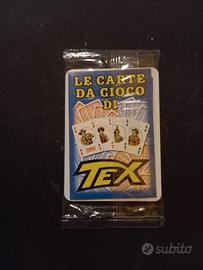 LE CARTE
DA GIOCO
DI
TEX
subito